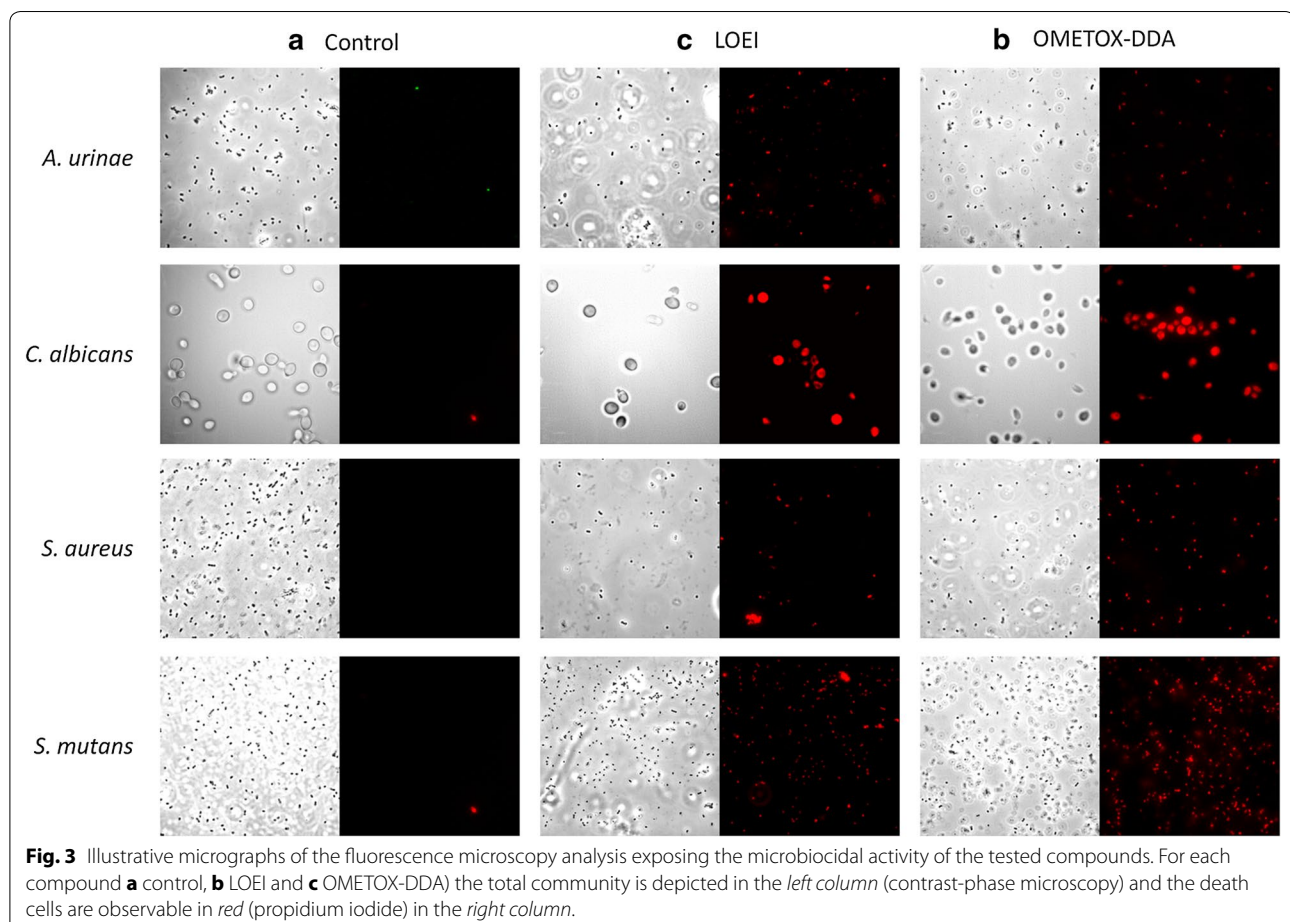 a Control
c LOEI
b OMETOX-DDA
A. urinae
C. albicans
S. aureus
S. mutans
Fig. 3 Illustrative micrographs of the fluorescence microscopy analysis exposing the microbiocidal activity of the tested compounds. For each
compound a control, b LOEI and c OMETOX-DDA) the total community is depicted in the left column (contrast-phase microscopy) and the death
cells are observable in red (propidium iodide) in the right column.